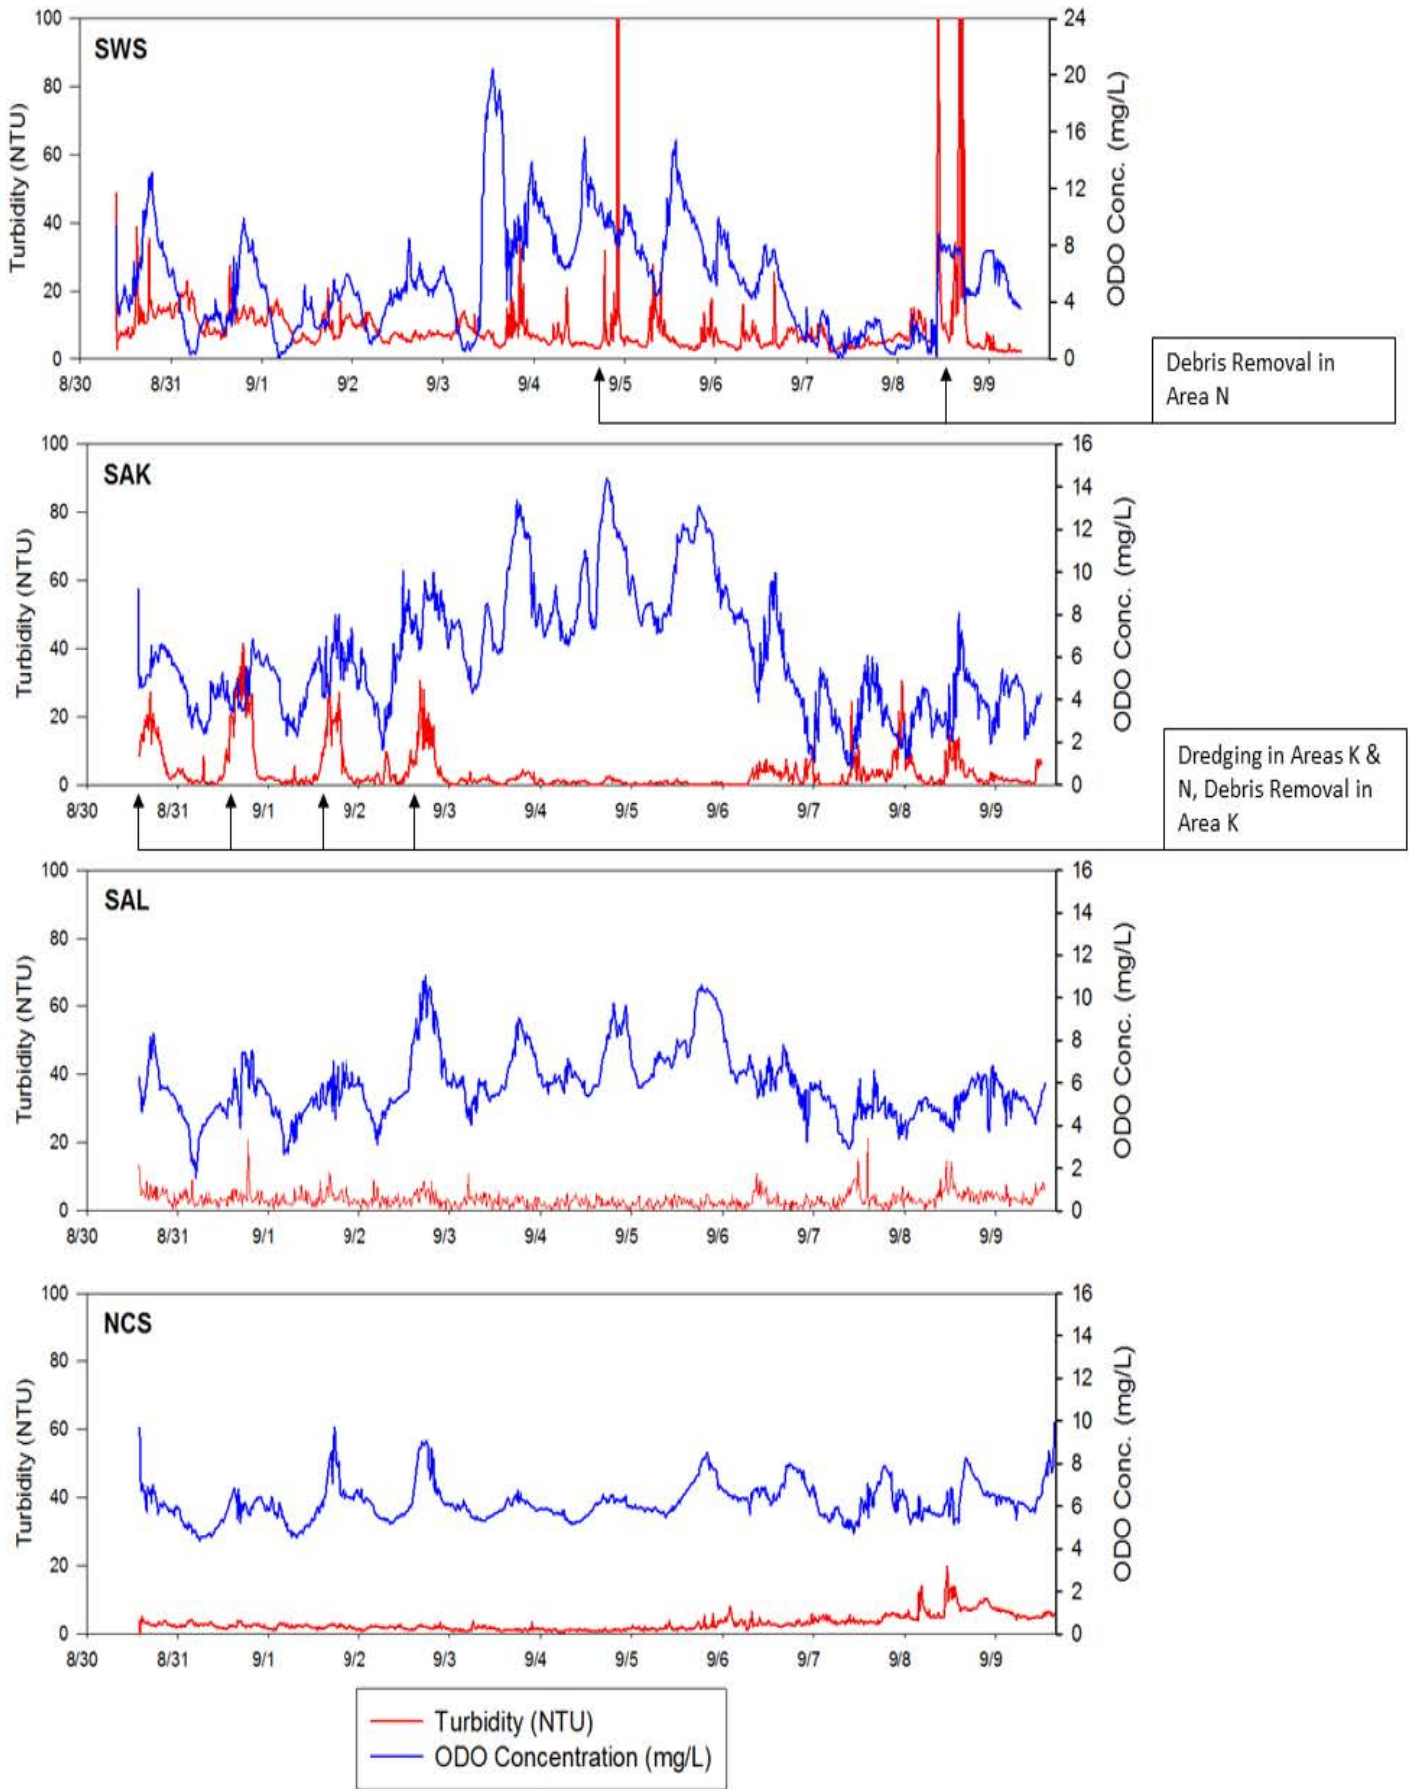 SWS
Turbidity (NTU)
ODO Conc. (mg/L)
100
80
60
40
20
0
24
20
16
12
8
4
0
8/30 8/31 9/1 9/2 9/3 9/4 9/5 9/6 9/7 9/8 9/9
Debris Removal in
Area N
SAK
Turbidity (NTU)
ODO Conc. (mg/L)
100
80
60
40
20
0
16
14
12
10
8
6
4
2
0
8/30 8/31 9/1 9/2 9/3 9/4 9/5 9/6 9/7 9/8 9/9
Dredging in Areas K &
N, Debris Removal in
Area K
SAL
Turbidity (NTU)
ODO Conc. (mg/L)
100
80
60
40
20
0
16
14
12
10
8
6
4
2
0
8/30 8/31 9/1 9/2 9/3 9/4 9/5 9/6 9/7 9/8 9/9
NCS
Turbidity (NTU)
ODO Conc. (mg/L)
100
80
60
40
20
0
16
14
12
10
8
6
4
2
0
8/30 8/31 9/1 9/2 9/3 9/4 9/5 9/6 9/7 9/8 9/9
Turbidity (NTU)
ODO Concentration (mg/L)